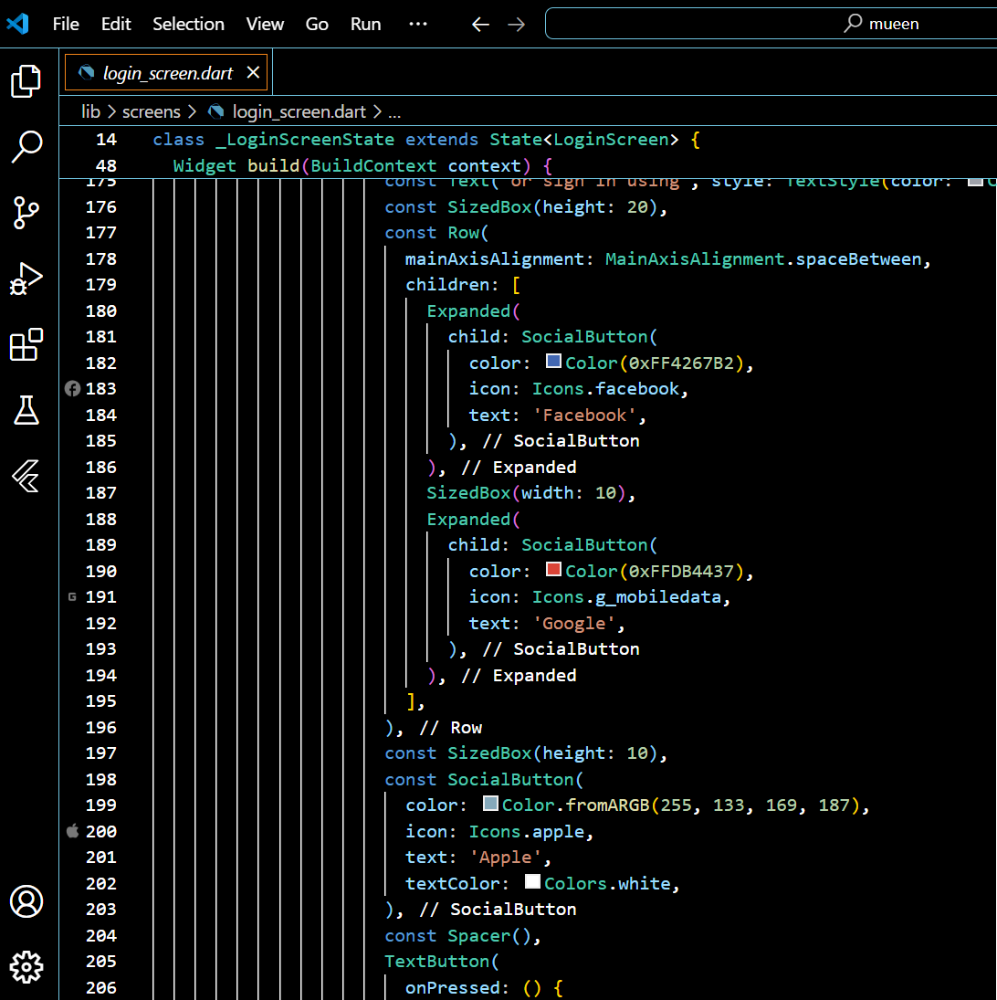 File Edit Selection View Go Run ··· ← → mueen
login_screen.dart ×
lib > screens > login_screen.dart > ...
14 class _LoginScreenState extends State<LoginScreen> {
48 Widget build(BuildContext context) {
175 const Text('or sign in using', style: TextStyle(color:
176 const SizedBox(height: 20),
177 const Row(
178 mainAxisAlignment: MainAxisAlignment.spaceBetween,
179 children: [
180 Expanded(
181 child: SocialButton(
182 color: Color(0xFF4267B2),
183 icon: Icons.facebook,
184 text: 'Facebook',
185 ), // SocialButton
186 ), // Expanded
187 SizedBox(width: 10),
188 Expanded(
189 child: SocialButton(
190 color: Color(0xFFDB4437),
G 191 icon: Icons.g_mobiledata,
192 text: 'Google',
193 ), // SocialButton
194 ), // Expanded
195 ],
196 ), // Row
197 const SizedBox(height: 10),
198 const SocialButton(
199 color: Color.fromARGB(255, 133, 169, 187),
200 icon: Icons.apple,
201 text: 'Apple',
202 textColor: Colors.white,
203 ), // SocialButton
204 const Spacer(),
205 TextButton(
206 onPressed: () {